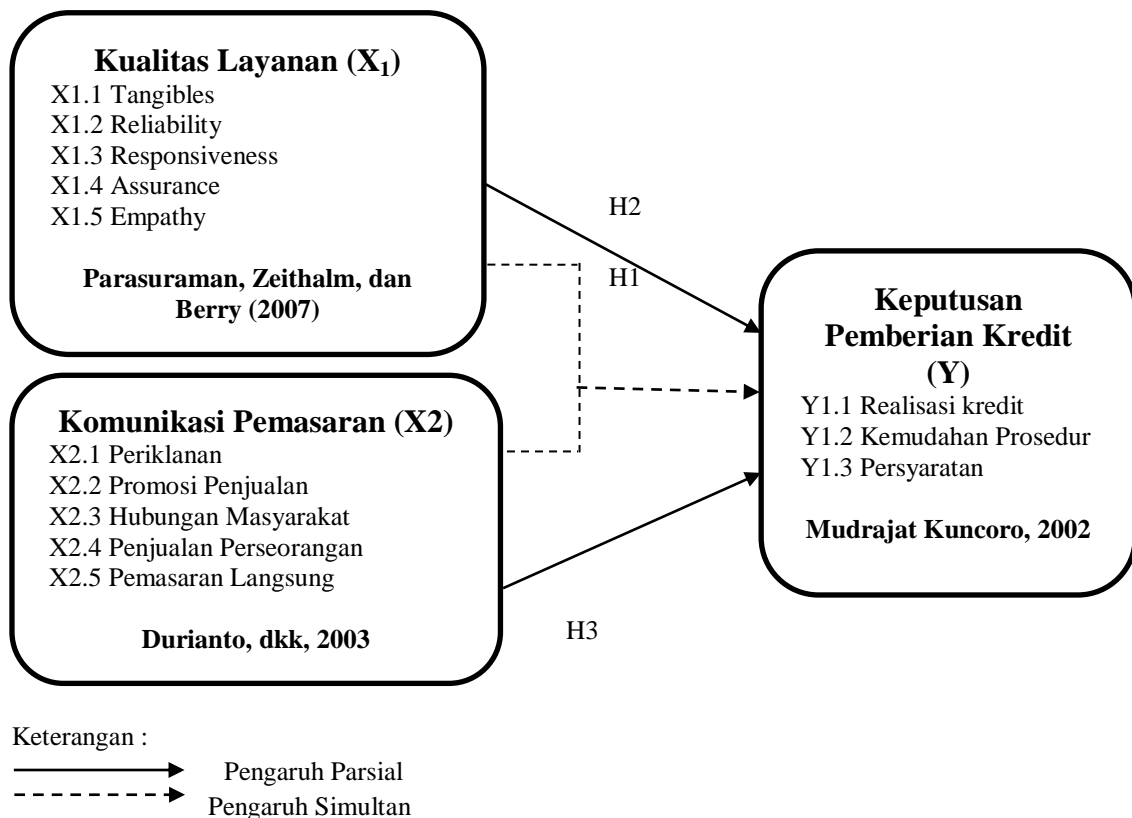 Kualitas Layanan (X₁)
X1.1 Tangibles
X1.2 Reliability
X1.3 Responsiveness
X1.4 Assurance
X1.5 Empathy
Parasuraman, Zeithalm, dan
Berry (2007)
Komunikasi Pemasaran (X2)
X2.1 Periklanan
X2.2 Promosi Penjualan
X2.3 Hubungan Masyarakat
X2.4 Penjualan Perseorangan
X2.5 Pemasaran Langsung
Durianto, dkk, 2003
H2
H1
H3
Keputusan
Pemberian Kredit
(Y)
Y1.1 Realisasi kredit
Y1.2 Kemudahan Prosedur
Y1.3 Persyaratan
Mudrajat Kuncoro, 2002
Keterangan :
Pengaruh Parsial
Pengaruh Simultan